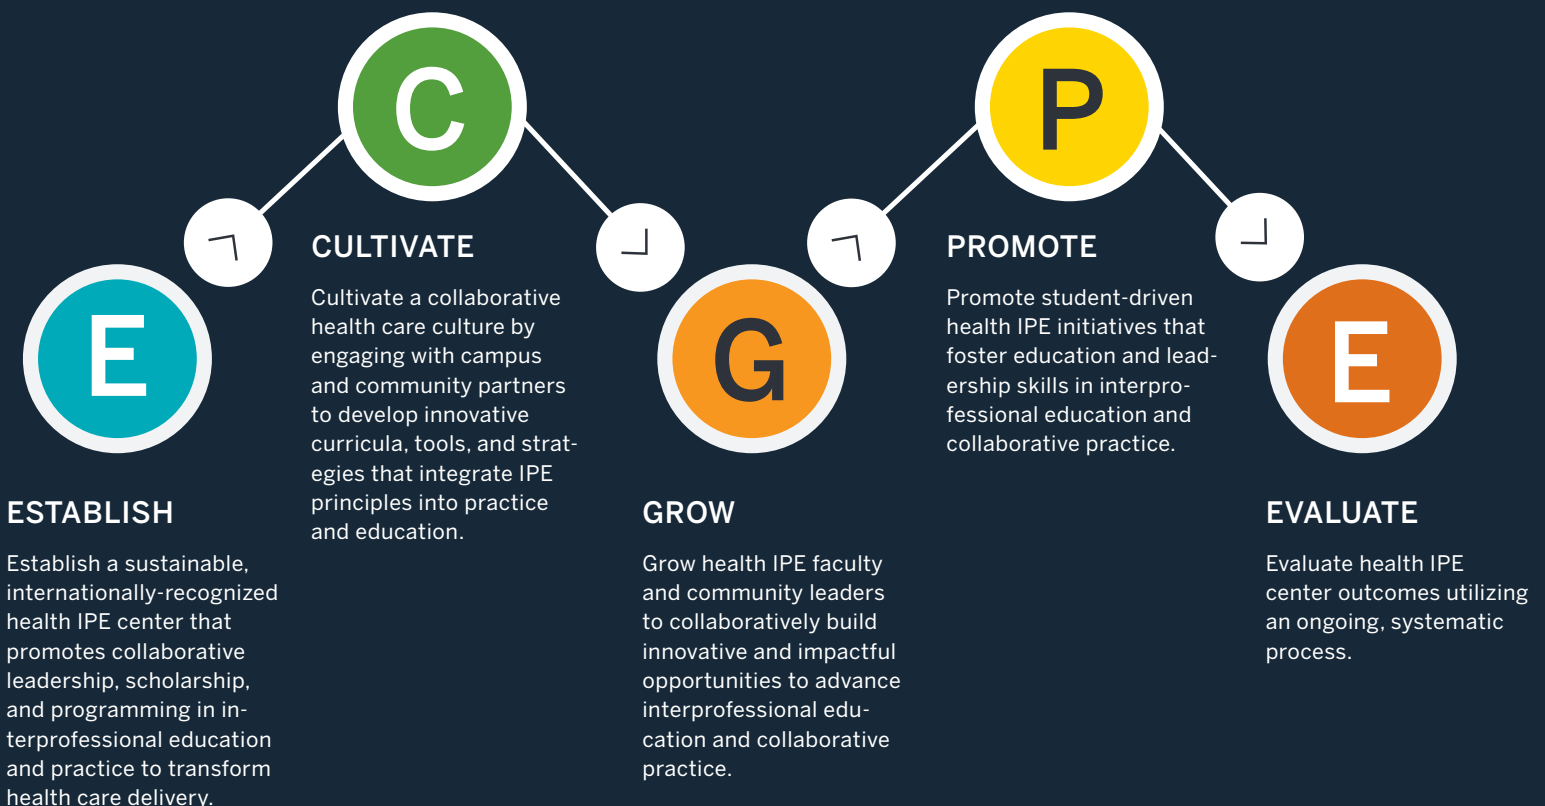 E
ESTABLISH
Establish a sustainable,
internationally-recognized
health IPE center that
promotes collaborative
leadership, scholarship,
and programming in in-
terprofessional education
and practice to transform
health care delivery.
C
CULTIVATE
Cultivate a collaborative
health care culture by
engaging with campus
and community partners
to develop innovative
curricula, tools, and strat-
egies that integrate IPE
principles into practice
and education.
G
GROW
Grow health IPE faculty
and community leaders
to collaboratively build
innovative and impactful
opportunities to advance
interprofessional edu-
cation and collaborative
practice.
P
PROMOTE
Promote student-driven
health IPE initiatives that
foster education and lead-
ership skills in interpro-
fessional education and
collaborative practice.
E
EVALUATE
Evaluate health IPE
center outcomes utilizing
an ongoing, systematic
process.